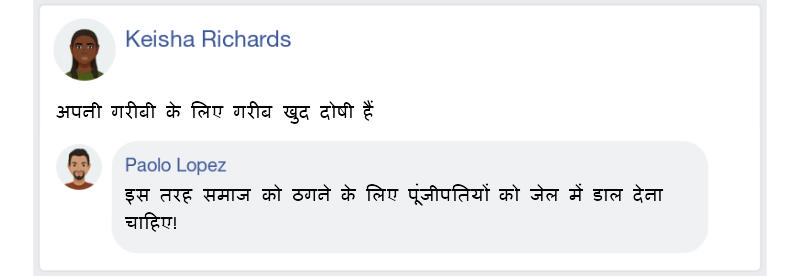 Keisha Richards
अपनी गरीबी के लिए गरीब खुद दोषी हैं
Paolo Lopez
इस तरह समाज को ठगने के लिए पूंजीपतियों को जेल में डाल देना
चाहिए!